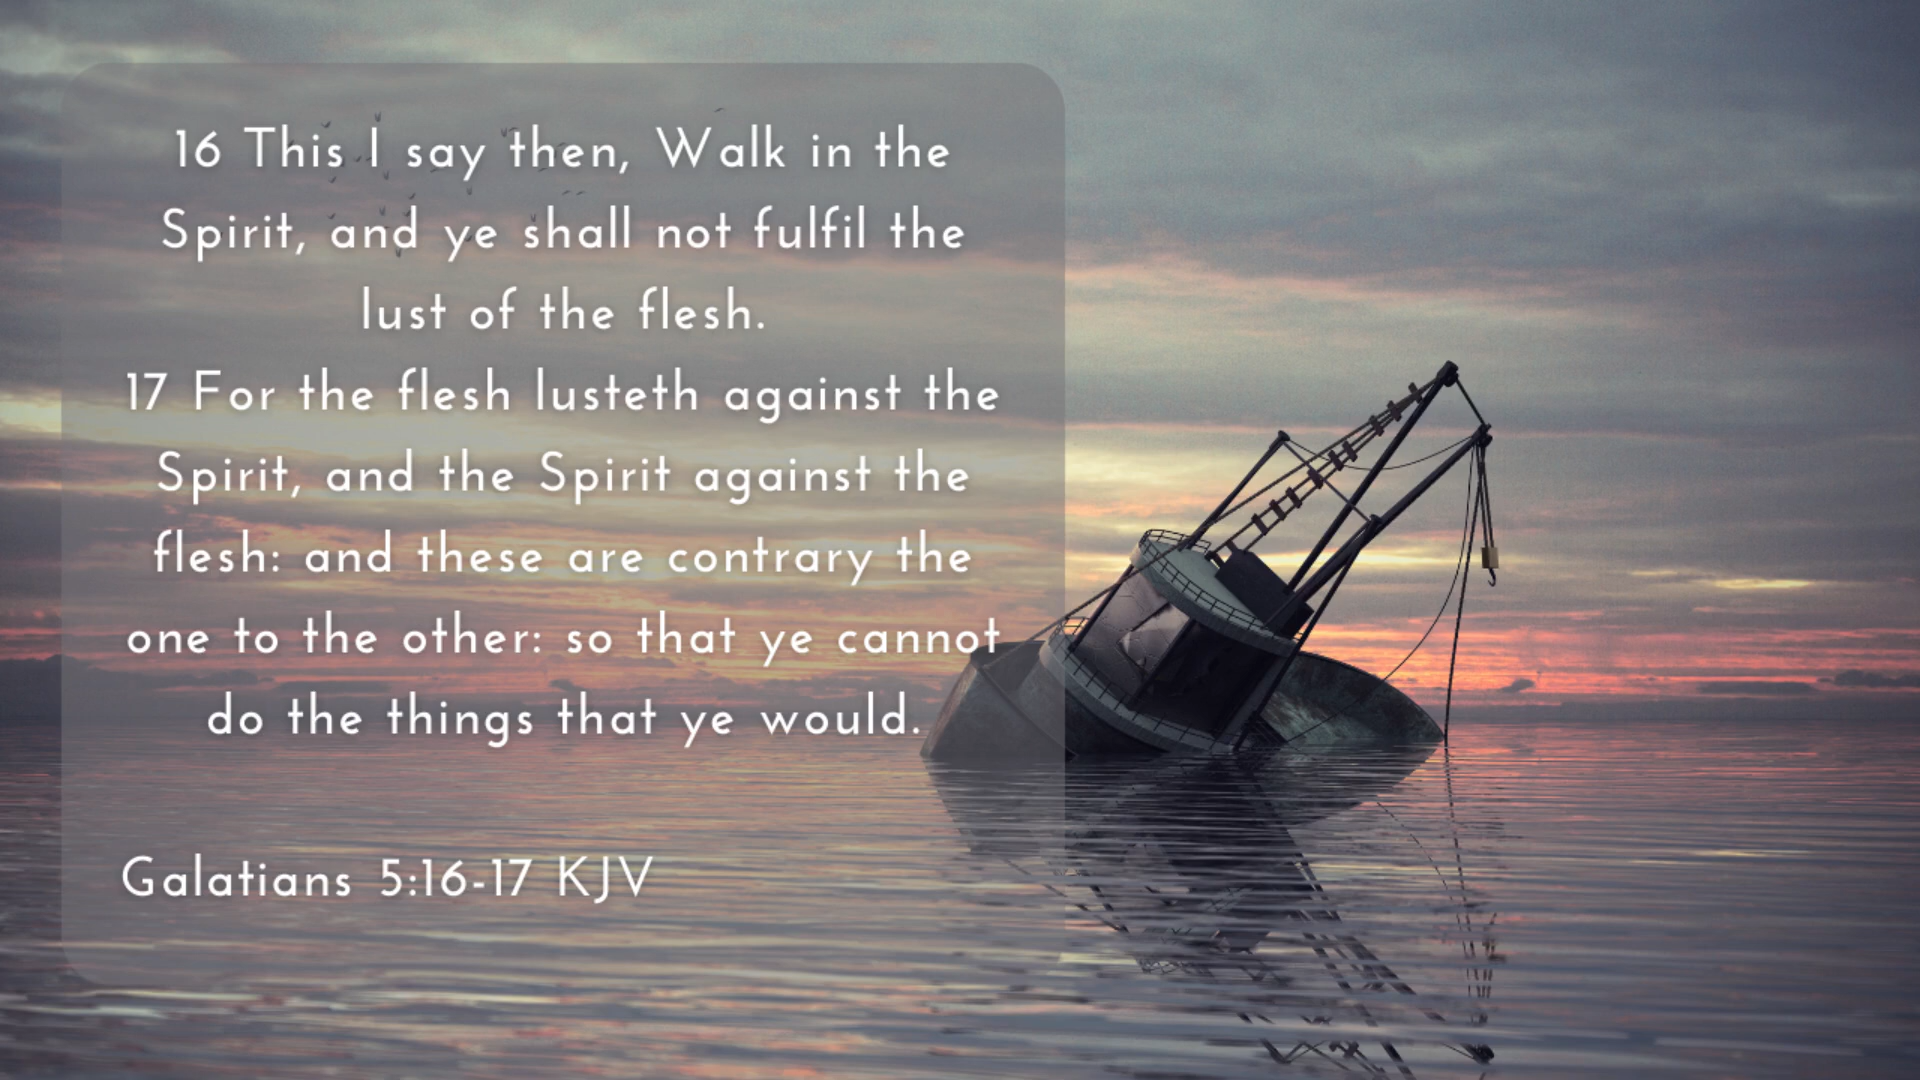 16 This I say then, Walk in the
Spirit, and ye shall not fulfil the
lust of the flesh.
17 For the flesh lusteth against the
Spirit, and the Spirit against the
flesh: and these are contrary the
one to the other: so that ye cannot
do the things that ye would.
Galatians 5:16-17 KJV